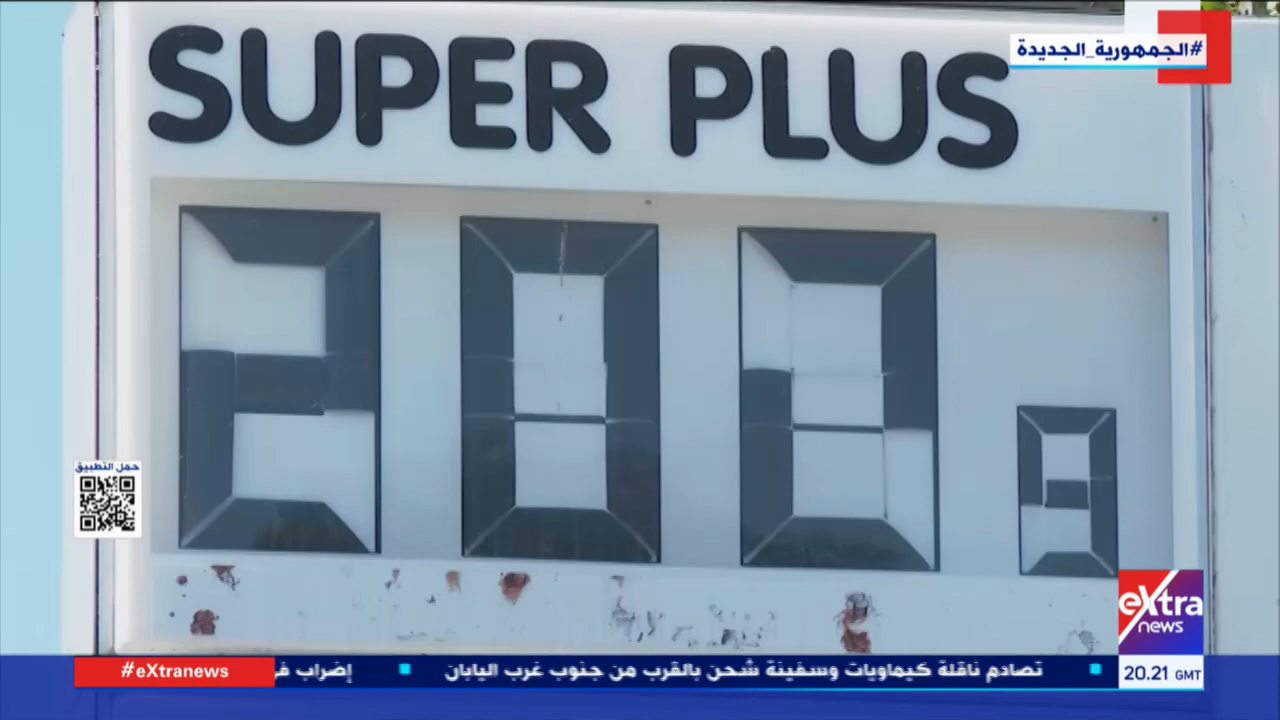 #الجمهورية_الجديدة
SUPER PLUS
حمل التطبيق
eXtra
news
#eXtranews
تصادم ناقلة كيماويات وسفينة شحن بالقرب من جنوب غرب اليابان
إضراب
20.21 GMT